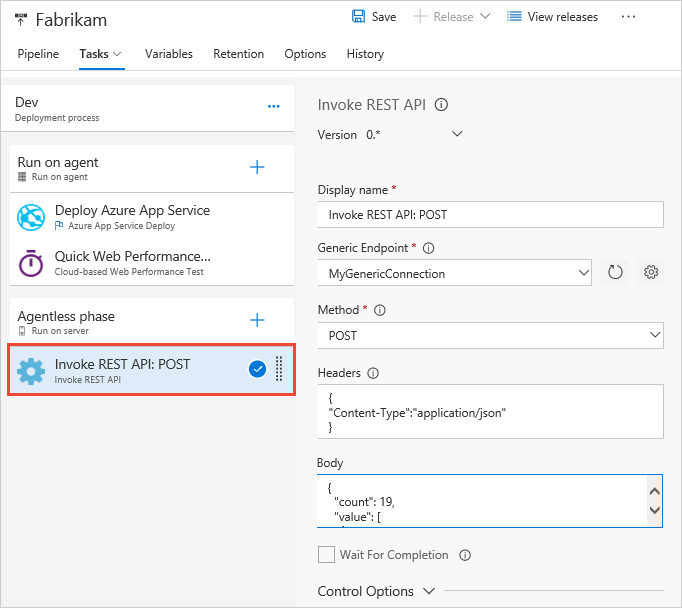 Fabrikam
Save
Release
View releases
...
Pipeline Tasks Variables Retention Options History
Dev
Deployment process
...
Run on agent
Run on agent
Deploy Azure App Service
Azure App Service Deploy
Quick Web Performance...
Cloud-based Web Performance Test
Agentless phase
Run on server
Invoke REST API: POST
Invoke REST API
Invoke REST API
Version 0.*
Display name *
Invoke REST API: POST
Generic Endpoint *
MyGenericConnection
Method *
POST
Headers
{
"Content-Type":"application/json"
}
Body
{
"count": 19,
"value": [
Wait For Completion
Control Options